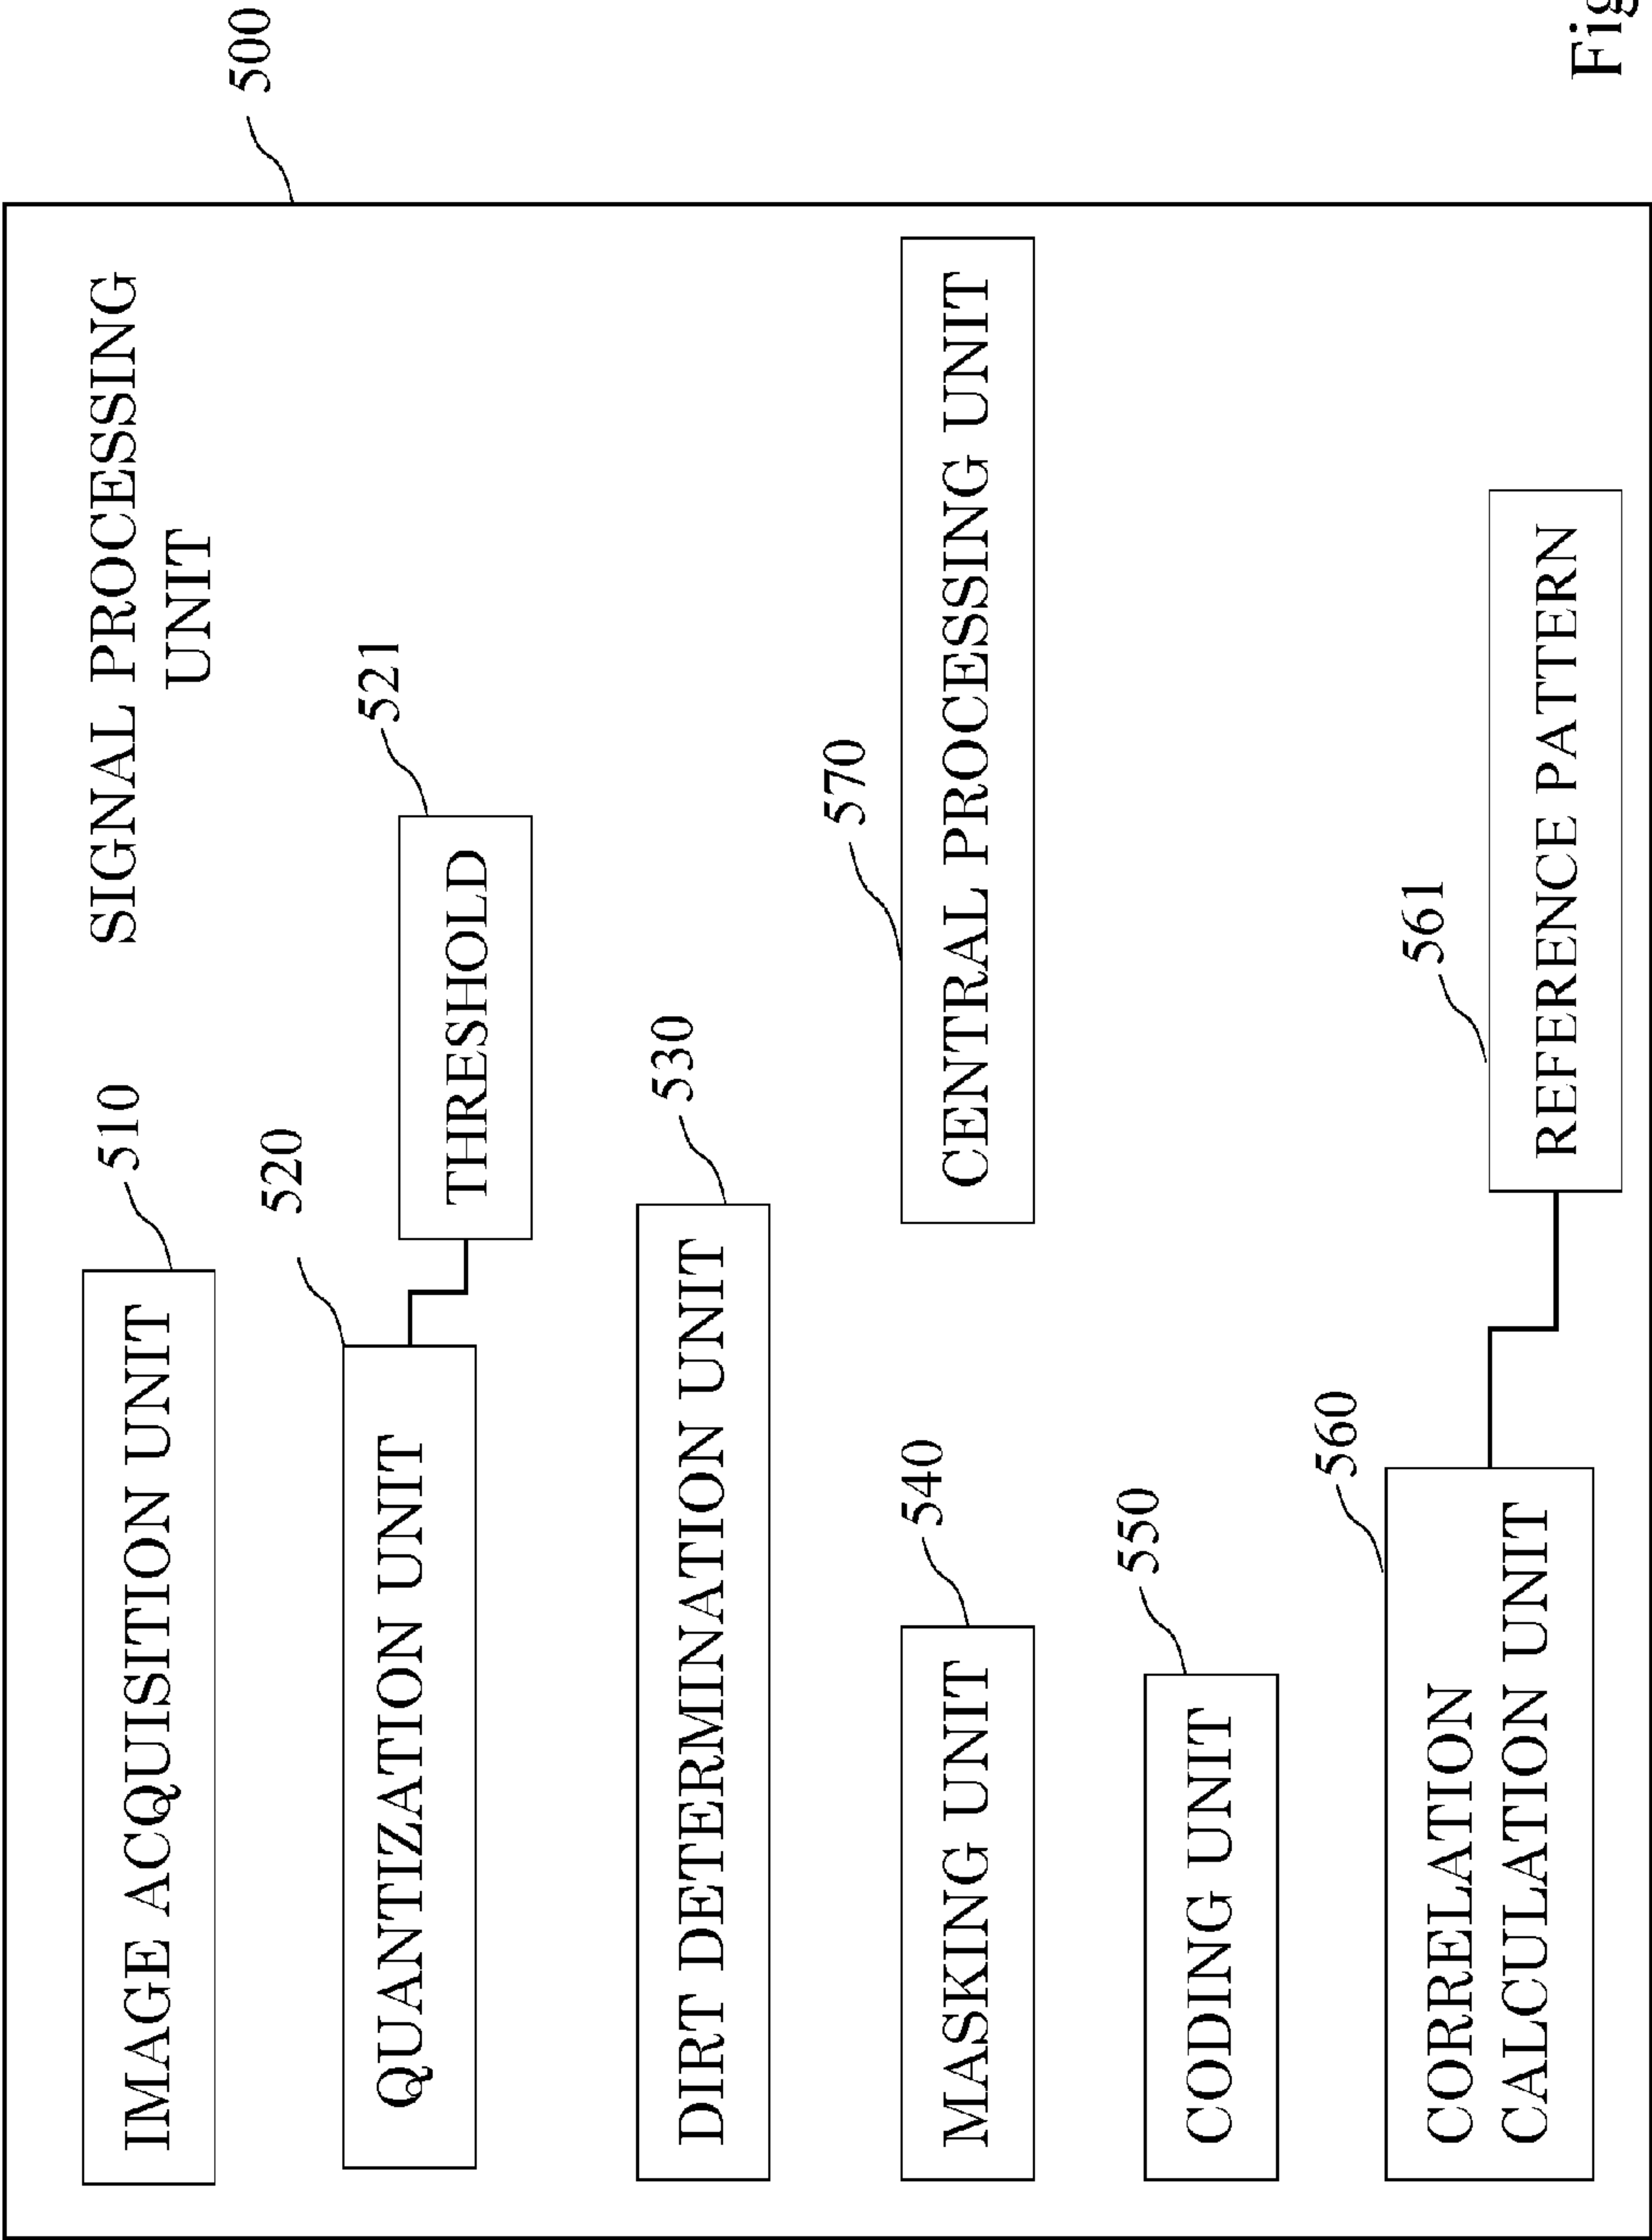 500
SIGNAL PROCESSING
UNIT
IMAGE ACQUISITION UNIT
510
520
QUANTIZATION UNIT
521
THRESHOLD
530
DIRT DETERMINATION UNIT
540
MASKING UNIT
570
CENTRAL PROCESSING UNIT
550
CODING UNIT
560
CORRELATION
CALCULATION UNIT
561
REFERENCE PATTERN